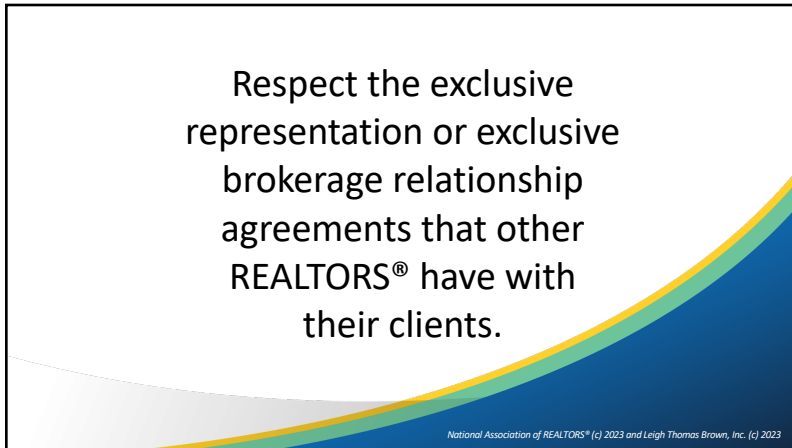 Respect the exclusive
representation or exclusive
brokerage relationship
agreements that other
REALTORS® have with
their clients.
National Association of REALTORS® (c) 2023 and Leigh Thomas Brown, Inc. (c) 2023